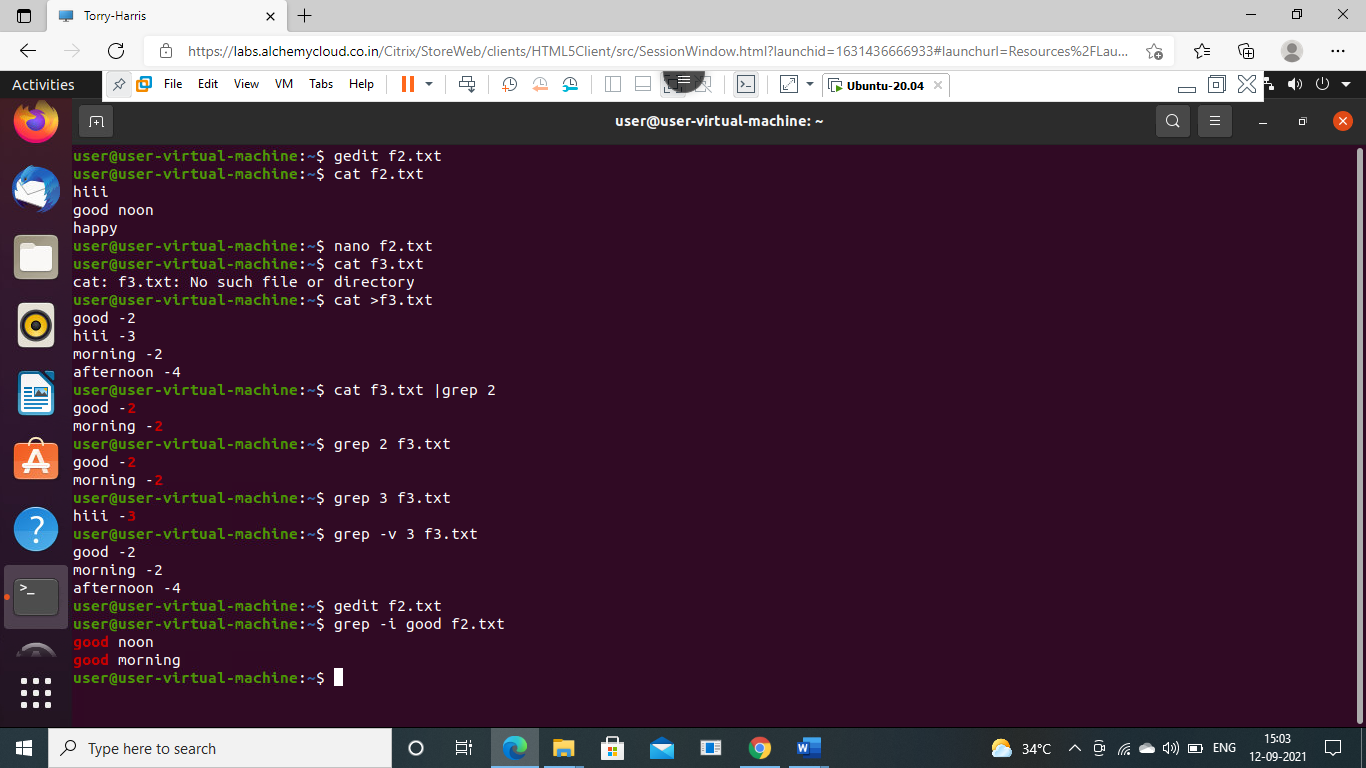 Torry-Harris
https://labs.alchemycloud.co.in/Citrix/StoreWeb/clients/HTML5Client/src/SessionWindow.html?launchid=1631436666933#launchurl=Resources%2FLau...
Activities
File Edit View VM Tabs Help
Ubuntu-20.04
user@user-virtual-machine: ~
user@user-virtual-machine:~$ gedit f2.txt
user@user-virtual-machine:~$ cat f2.txt
hiii
good noon
happy
user@user-virtual-machine:~$ nano f2.txt
user@user-virtual-machine:~$ cat f3.txt
cat: f3.txt: No such file or directory
user@user-virtual-machine:~$ cat >f3.txt
good -2
hiii -3
morning -2
afternoon -4
user@user-virtual-machine:~$ cat f3.txt |grep 2
good -2
morning -2
user@user-virtual-machine:~$ grep 2 f3.txt
good -2
morning -2
user@user-virtual-machine:~$ grep 3 f3.txt
hiii -3
user@user-virtual-machine:~$ grep -v 3 f3.txt
good -2
morning -2
afternoon -4
user@user-virtual-machine:~$ gedit f2.txt
user@user-virtual-machine:~$ grep -i good f2.txt
good noon
good morning
user@user-virtual-machine:~$
Type here to search
34°C
ENG
15:03
12-09-2021